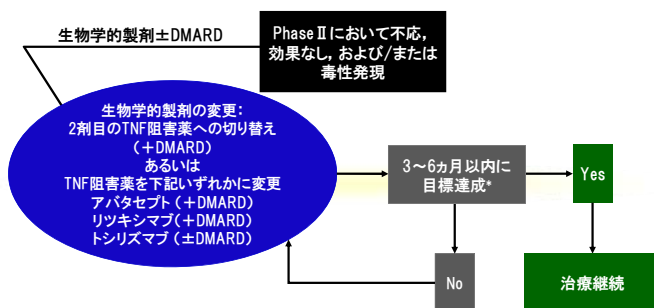 生物学的製剤±DMARD
PhaseⅡにおいて不応,
効果なし, および/または
毒性発現
生物学的製剤の変更:
2剤目のTNF阻害薬への切り替え
(+DMARD)
あるいは
TNF阻害薬を下記いずれかに変更
アバタセプト(+DMARD)
リツキシマブ(+DMARD)
トシリズマブ(±DMARD)
3~6ヵ月以内に
目標達成*
Yes
No
治療継続